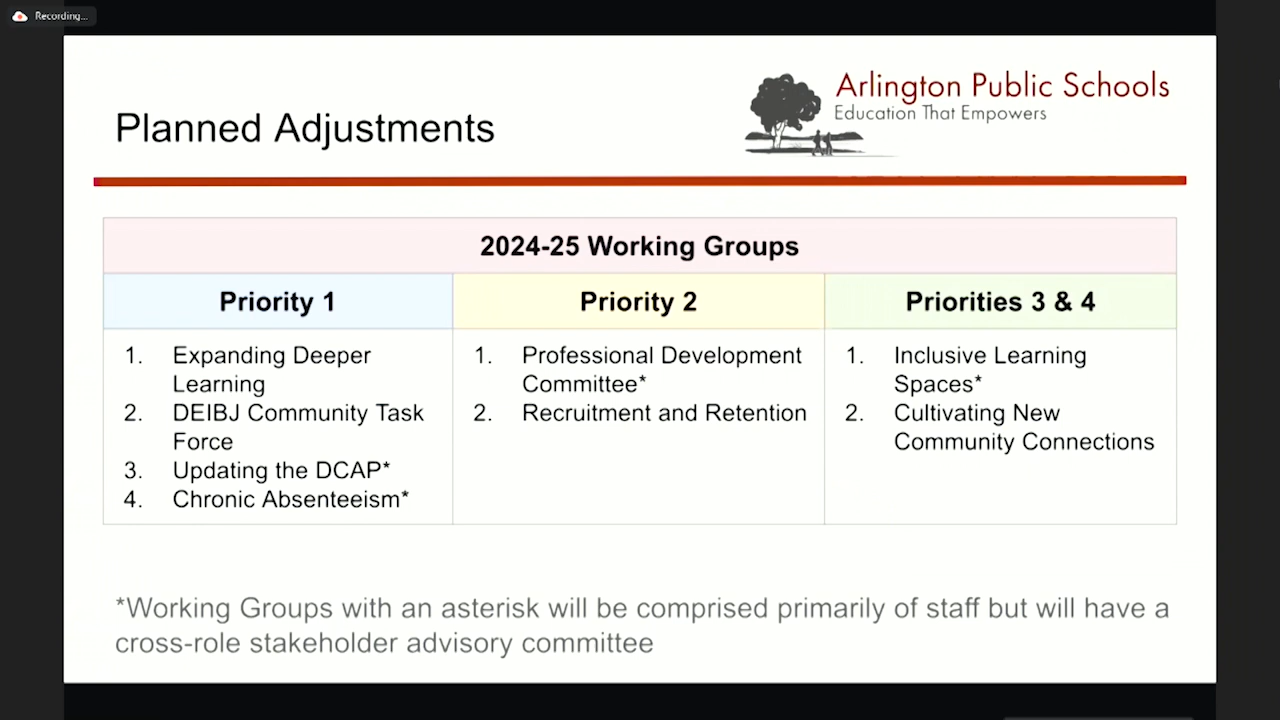 Recording...
Arlington Public Schools
Education That Empowers
Planned Adjustments
2024-25 Working Groups
Priority 1
Priority 2
Priorities 3 & 4
1. Expanding Deeper
Learning
2. DEIBJ Community Task
Force
3. Updating the DCAP*
4. Chronic Absenteeism*
1. Professional Development
Committee*
2. Recruitment and Retention
1. Inclusive Learning
Spaces*
2. Cultivating New
Community Connections
*Working Groups with an asterisk will be comprised primarily of staff but will have a
cross-role stakeholder advisory committee